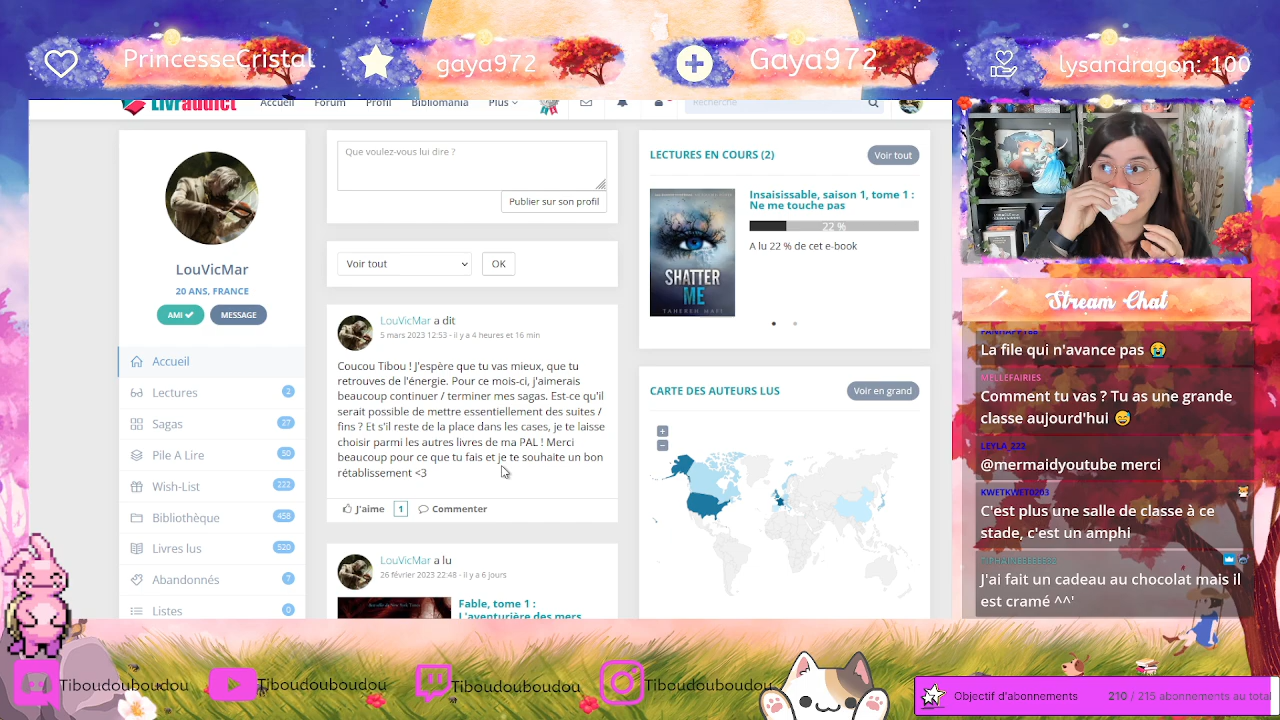 PrincesseCristal
gaya972
Gaya972
lysandragon: 100
Livraddict
Accueil
Forum
Profil
Bibliomania
Plus
Recherche
LouVicMar
20 ANS, FRANCE
AMI
MESSAGE
Accueil
Lectures 2
Sagas 27
Pile A Lire 50
Wish-List 222
Bibliothèque 458
Livres lus 520
Abandonnés 7
Listes 0
Que voulez-vous lui dire ?
Publier sur son profil
Voir tout
OK
LouVicMar a dit
5 mars 2023 12:53 - il y a 4 heures et 16 min
Coucou Tibou ! J'espère que tu vas mieux, que tu
retrouves de l'énergie. Pour ce mois-ci, j'aimerais
beaucoup continuer / terminer mes sagas. Est-ce qu'il
serait possible de mettre essentiellement des suites /
fins ? Et s'il reste de la place dans les cases, je te laisse
choisir parmi les autres livres de ma PAL ! Merci
beaucoup pour ce que tu fais et je te souhaite un bon
rétablissement <3
J'aime 1 Commenter
LouVicMar a lu
26 février 2023 22:48 - il y a 6 jours
Fable, tome 1 :
L'aventurière des mers
LECTURES EN COURS (2)
Voir tout
SHATTER
ME
TAHEREH MAFI
Insaisissable, saison 1, tome 1 :
Ne me touche pas
22 %
A lu 22 % de cet e-book
CARTE DES AUTEURS LUS
Voir en grand
+
-
Stream Chat
La file qui n'avance pas 😭
MELLEFAIRIES
Comment tu vas ? Tu as une grande
classe aujourd'hui 😅
LEYLA_222
@mermaidyoutube merci
KWETKWET0203
C'est plus une salle de classe à ce
stade, c'est un amphi
J'ai fait un cadeau au chocolat mais il
est cramé ^^'
Tiboudouboudou
Tiboudouboudou
Tiboudouboudou
Tiboudouboudou
Objectif d'abonnements
210 / 215 abonnements au total